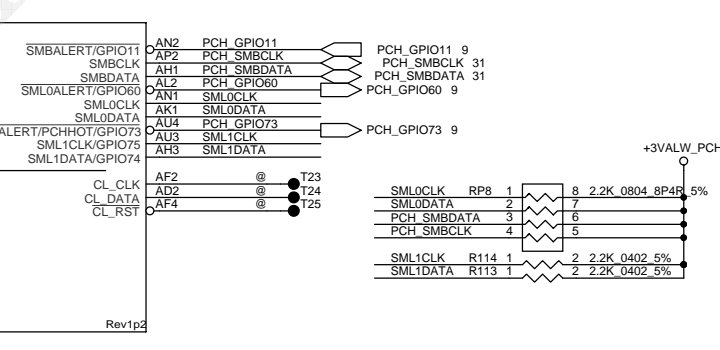 SMBALERT/GPIO11 AN2 PCH_GPIO11 PCH_GPIO11 9
SMBCLK AP2 PCH_SMBCLK PCH_SMBCLK 31
SMBDATA AH1 PCH_SMBDATA PCH_SMBDATA 31
SML0ALERT/GPIO60 AL2 PCH_GPIO60 PCH_GPIO60 9
SML0CLK AN1 SML0CLK
SML0DATA AK1 SML0DATA
ALERT/PCHHOT/GPIO73 AU4 PCH_GPIO73 PCH_GPIO73 9
SML1CLK/GPIO75 AU3 SML1CLK
SML1DATA/GPIO74 AH3 SML1DATA
CL_CLK AF2 @ T23
CL_DATA AD2 @ T24
CL_RST AF4 @ T25
Rev1p2
+3VALW_PCH
SML0CLK RP8 1 8 2.2K_0804_8P4R_5%
SML0DATA 2 7
PCH_SMBDATA 3 6
PCH_SMBCLK 4 5
SML1CLK R114 1 2 2.2K_0402_5%
SML1DATA R113 1 2 2.2K_0402_5%